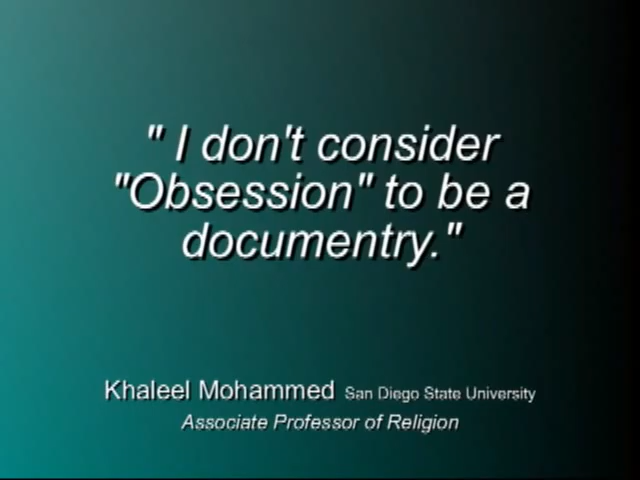 " I don't consider
"Obsession" to be a
documentry."
Khaleel Mohammed San Diego State University
Associate Professor of Religion